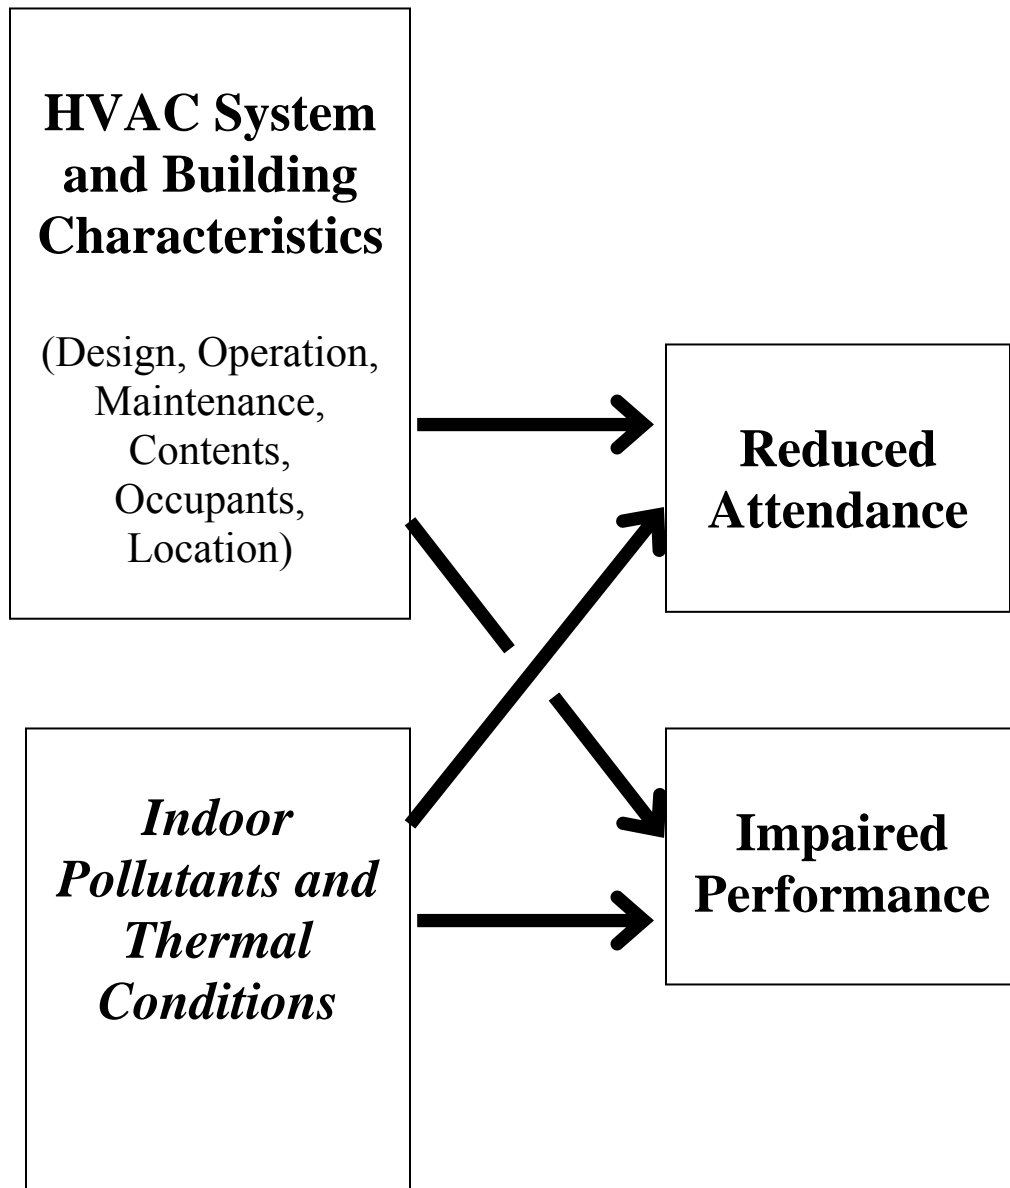 HVAC System
and Building
Characteristics
(Design, Operation,
Maintenance,
Contents,
Occupants,
Location)
Reduced
Attendance
Indoor
Pollutants and
Thermal
Conditions
Impaired
Performance